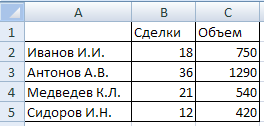 A B C
1 Сделки Объем
2 Иванов И.И. 18 750
3 Антонов А.В. 36 1290
4 Медведев К.Л. 21 540
5 Сидоров И.Н. 12 420